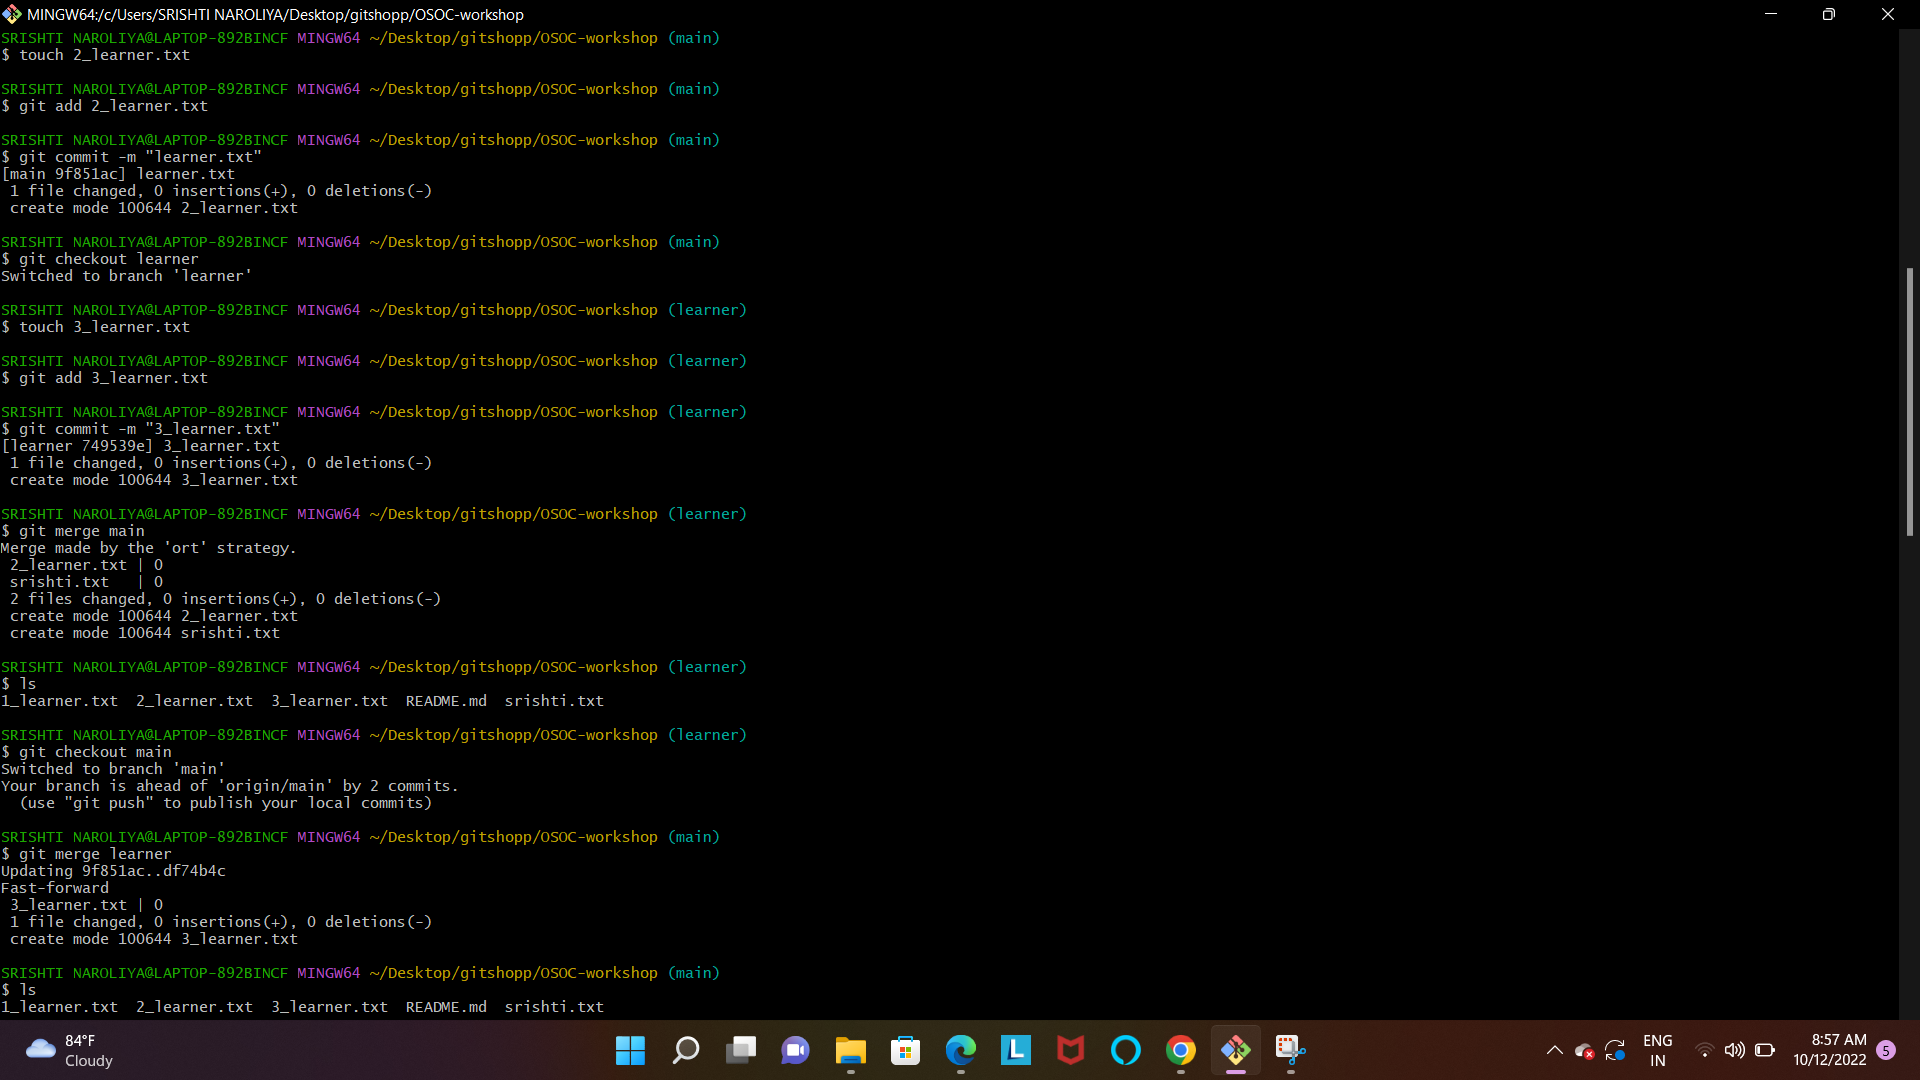 MINGW64:/c/Users/SRISHTI NAROLIYA/Desktop/gitshopp/OSOC-workshop
SRISHTI NAROLIYA@LAPTOP-892BINCF MINGW64 ~/Desktop/gitshopp/OSOC-workshop (main)
$ touch 2_learner.txt
SRISHTI NAROLIYA@LAPTOP-892BINCF MINGW64 ~/Desktop/gitshopp/OSOC-workshop (main)
$ git add 2_learner.txt
SRISHTI NAROLIYA@LAPTOP-892BINCF MINGW64 ~/Desktop/gitshopp/OSOC-workshop (main)
$ git commit -m "learner.txt"
[main 9f851ac] learner.txt
 1 file changed, 0 insertions(+), 0 deletions(-)
 create mode 100644 2_learner.txt
SRISHTI NAROLIYA@LAPTOP-892BINCF MINGW64 ~/Desktop/gitshopp/OSOC-workshop (main)
$ git checkout learner
Switched to branch 'learner'
SRISHTI NAROLIYA@LAPTOP-892BINCF MINGW64 ~/Desktop/gitshopp/OSOC-workshop (learner)
$ touch 3_learner.txt
SRISHTI NAROLIYA@LAPTOP-892BINCF MINGW64 ~/Desktop/gitshopp/OSOC-workshop (learner)
$ git add 3_learner.txt
SRISHTI NAROLIYA@LAPTOP-892BINCF MINGW64 ~/Desktop/gitshopp/OSOC-workshop (learner)
$ git commit -m "3_learner.txt"
[learner 749539e] 3_learner.txt
 1 file changed, 0 insertions(+), 0 deletions(-)
 create mode 100644 3_learner.txt
SRISHTI NAROLIYA@LAPTOP-892BINCF MINGW64 ~/Desktop/gitshopp/OSOC-workshop (learner)
$ git merge main
Merge made by the 'ort' strategy.
 2_learner.txt | 0
 srishti.txt   | 0
 2 files changed, 0 insertions(+), 0 deletions(-)
 create mode 100644 2_learner.txt
 create mode 100644 srishti.txt
SRISHTI NAROLIYA@LAPTOP-892BINCF MINGW64 ~/Desktop/gitshopp/OSOC-workshop (learner)
$ ls
1_learner.txt  2_learner.txt  3_learner.txt  README.md  srishti.txt
SRISHTI NAROLIYA@LAPTOP-892BINCF MINGW64 ~/Desktop/gitshopp/OSOC-workshop (learner)
$ git checkout main
Switched to branch 'main'
Your branch is ahead of 'origin/main' by 2 commits.
  (use "git push" to publish your local commits)
SRISHTI NAROLIYA@LAPTOP-892BINCF MINGW64 ~/Desktop/gitshopp/OSOC-workshop (main)
$ git merge learner
Updating 9f851ac..df74b4c
Fast-forward
 3_learner.txt | 0
 1 file changed, 0 insertions(+), 0 deletions(-)
 create mode 100644 3_learner.txt
SRISHTI NAROLIYA@LAPTOP-892BINCF MINGW64 ~/Desktop/gitshopp/OSOC-workshop (main)
$ ls
1_learner.txt  2_learner.txt  3_learner.txt  README.md  srishti.txt
84°F
Cloudy
L
ENG
IN
8:57 AM
10/12/2022
5